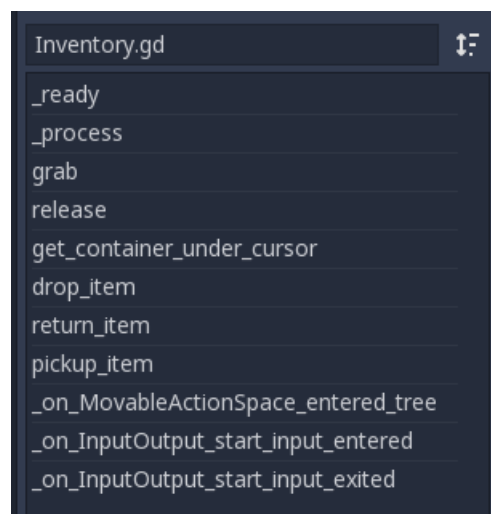 Inventory.gd
_ready
_process
grab
release
get_container_under_cursor
drop_item
return_item
pickup_item
_on_MovableActionSpace_entered_tree
_on_InputOutput_start_input_entered
_on_InputOutput_start_input_exited